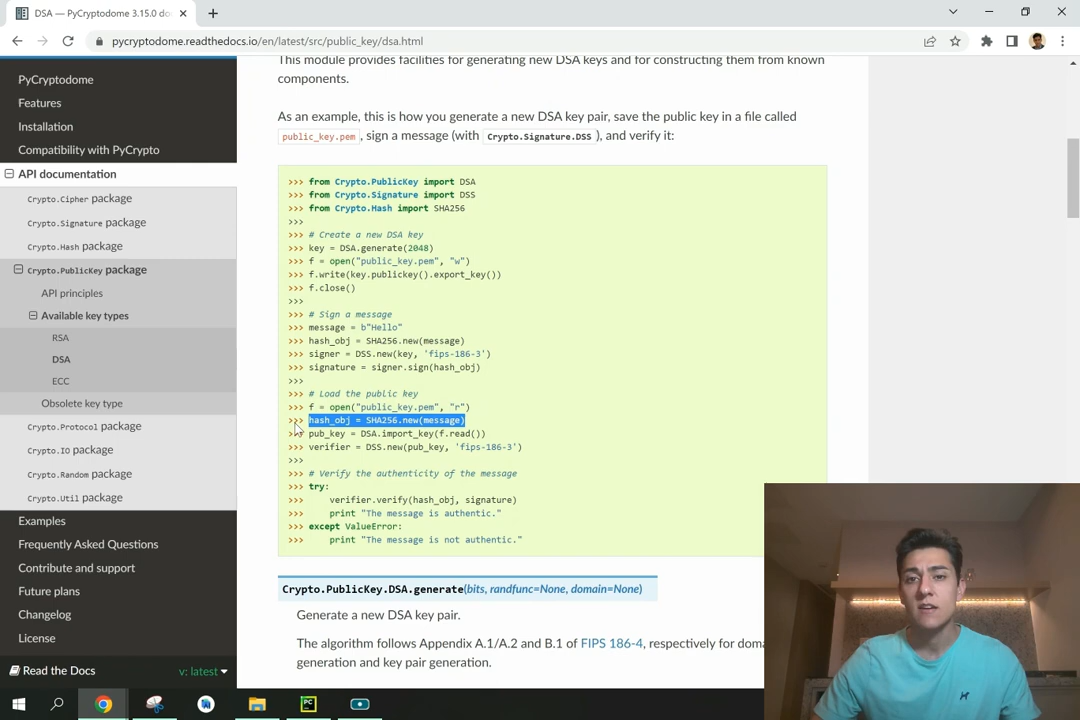 DSA — PyCryptodome 3.15.0 do
pycryptodome.readthedocs.io/en/latest/src/public_key/dsa.html
PyCryptodome
Features
Installation
Compatibility with PyCrypto
API documentation
Crypto.Cipher package
Crypto.Signature package
Crypto.Hash package
Crypto.PublicKey package
API principles
Available key types
RSA
DSA
ECC
Obsolete key type
Crypto.Protocol package
Crypto.IO package
Crypto.Random package
Crypto.Util package
Examples
Frequently Asked Questions
Contribute and support
Future plans
Changelog
License
Read the Docs v: latest
This module provides facilities for generating new DSA keys and for constructing them from known
components.
As an example, this is how you generate a new DSA key pair, save the public key in a file called
public_key.pem , sign a message (with Crypto.Signature.DSS ), and verify it:
>>> from Crypto.PublicKey import DSA
>>> from Crypto.Signature import DSS
>>> from Crypto.Hash import SHA256
>>>
>>> # Create a new DSA key
>>> key = DSA.generate(2048)
>>> f = open("public_key.pem", "w")
>>> f.write(key.publickey().export_key())
>>> f.close()
>>>
>>> # Sign a message
>>> message = b"Hello"
>>> hash_obj = SHA256.new(message)
>>> signer = DSS.new(key, 'fips-186-3')
>>> signature = signer.sign(hash_obj)
>>>
>>> # Load the public key
>>> f = open("public_key.pem", "r")
>>> hash_obj = SHA256.new(message)
>>> pub_key = DSA.import_key(f.read())
>>> verifier = DSS.new(pub_key, 'fips-186-3')
>>>
>>> # Verify the authenticity of the message
>>> try:
>>>     verifier.verify(hash_obj, signature)
>>>     print "The message is authentic."
>>> except ValueError:
>>>     print "The message is not authentic."
Crypto.PublicKey.DSA.generate(bits, randfunc=None, domain=None)
Generate a new DSA key pair.
The algorithm follows Appendix A.1/A.2 and B.1 of FIPS 186-4, respectively for doma
generation and key pair generation.
PC